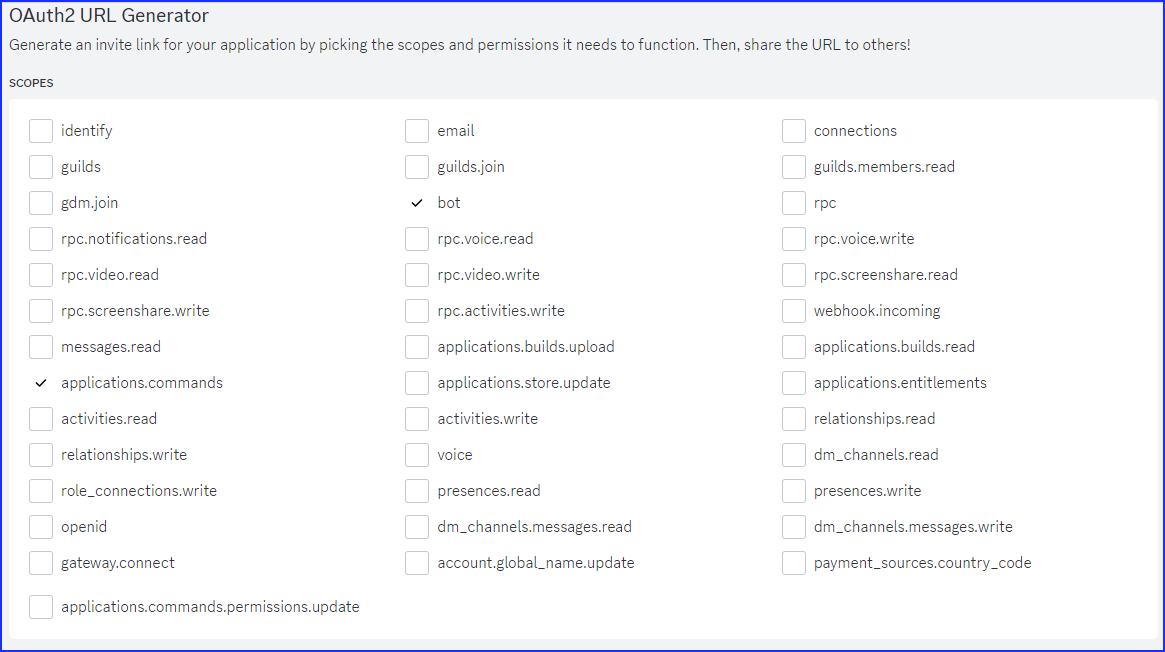 OAuth2 URL Generator
Generate an invite link for your application by picking the scopes and permissions it needs to function. Then, share the URL to others!
SCOPES
identify email connections
guilds guilds.join guilds.members.read
gdm.join bot rpc
rpc.notifications.read rpc.voice.read rpc.voice.write
rpc.video.read rpc.video.write rpc.screenshare.read
rpc.screenshare.write rpc.activities.write webhook.incoming
messages.read applications.builds.upload applications.builds.read
applications.commands applications.store.update applications.entitlements
activities.read activities.write relationships.read
relationships.write voice dm_channels.read
role_connections.write presences.read presences.write
openid dm_channels.messages.read dm_channels.messages.write
gateway.connect account.global_name.update payment_sources.country_code
applications.commands.permissions.update